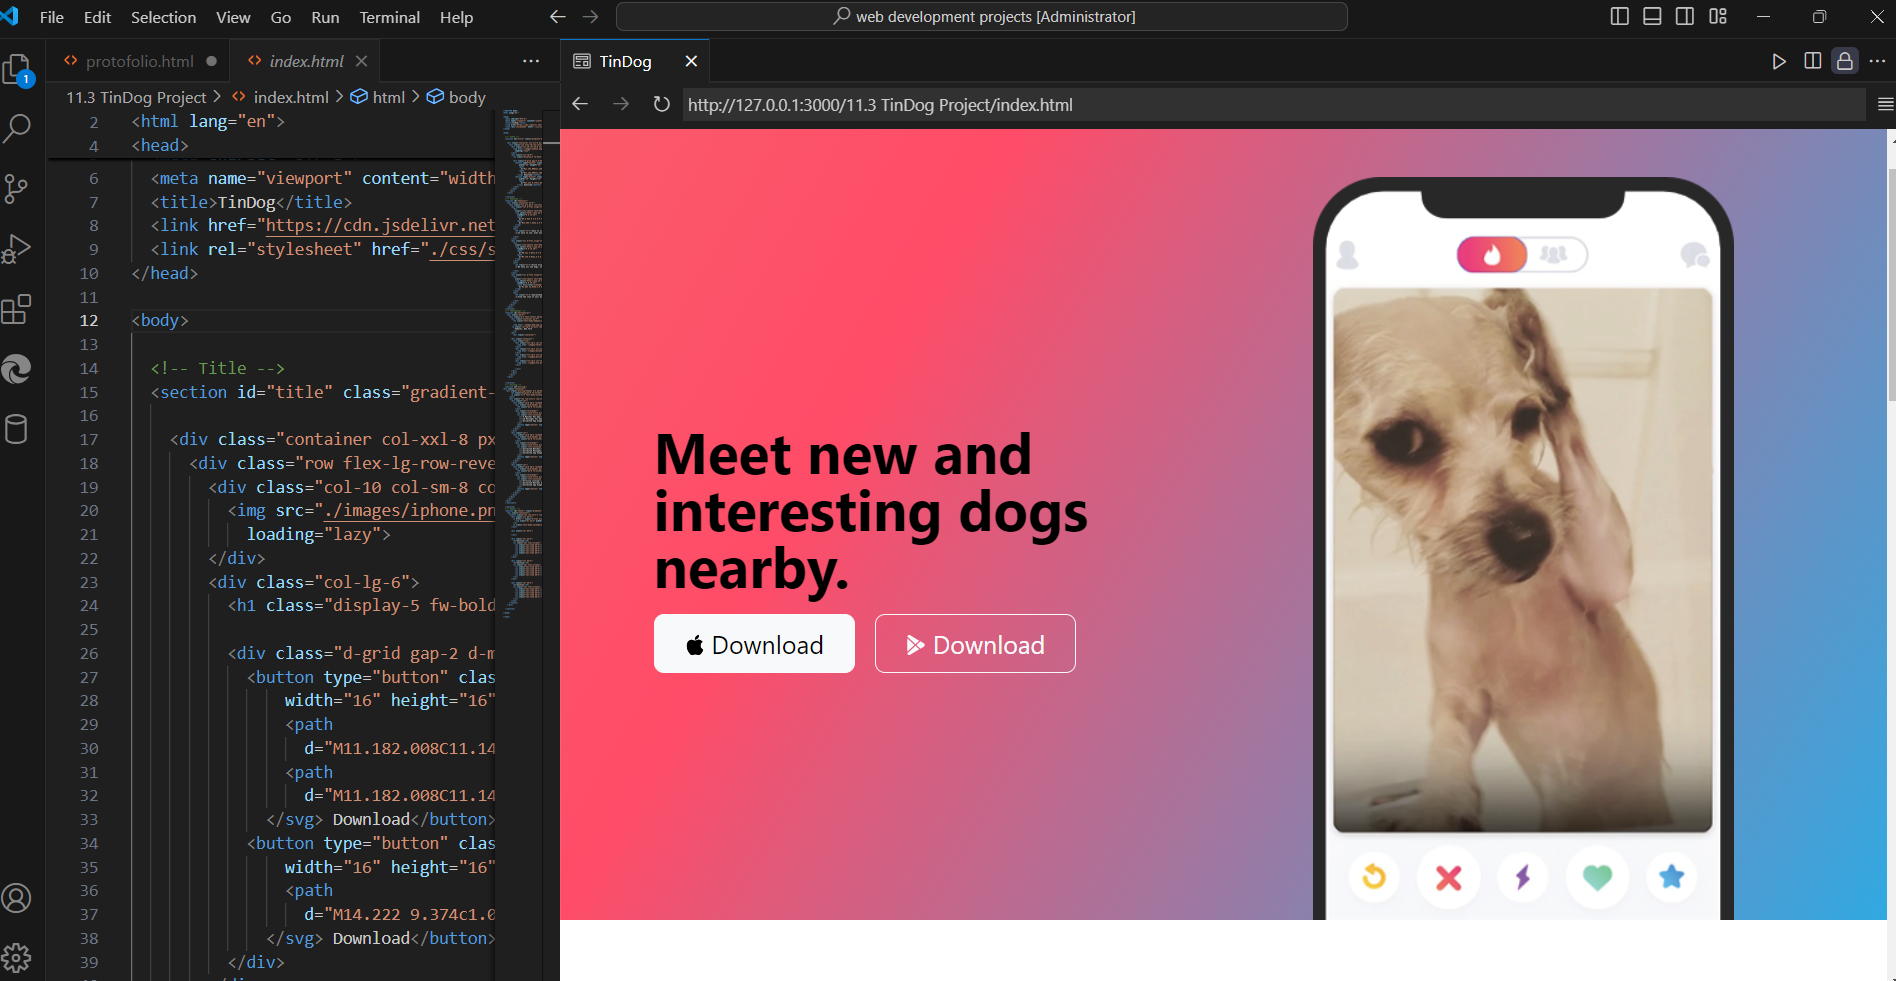 File Edit Selection View Go Run Terminal Help
web development projects [Administrator]
1
protofolio.html
index.html
TinDog
11.3 TinDog Project > index.html > html > body
http://127.0.0.1:3000/11.3 TinDog Project/index.html
2 <html lang="en">
4 <head>
6 <meta name="viewport" content="width
7 <title>TinDog</title>
8 <link href="https://cdn.jsdelivr.net
9 <link rel="stylesheet" href="./css/s
10 </head>
11
12 <body>
13
14 <!-- Title -->
15 <section id="title" class="gradient-
16
17 <div class="container col-xxl-8 px
18 <div class="row flex-lg-row-reve
19 <div class="col-10 col-sm-8 co
20 <img src="./images/iphone.pn
21 loading="lazy">
22 </div>
23 <div class="col-lg-6">
24 <h1 class="display-5 fw-bold
25
26 <div class="d-grid gap-2 d-m
27 <button type="button" clas
28 width="16" height="16"
29 <path
30 d="M11.182.008C11.14
31 <path
32 d="M11.182.008C11.14
33 </svg> Download</button>
34 <button type="button" clas
35 width="16" height="16"
36 <path
37 d="M14.222 9.374c1.0
38 </svg> Download</button>
39 </div>
Meet new and
interesting dogs
nearby.
Download
Download